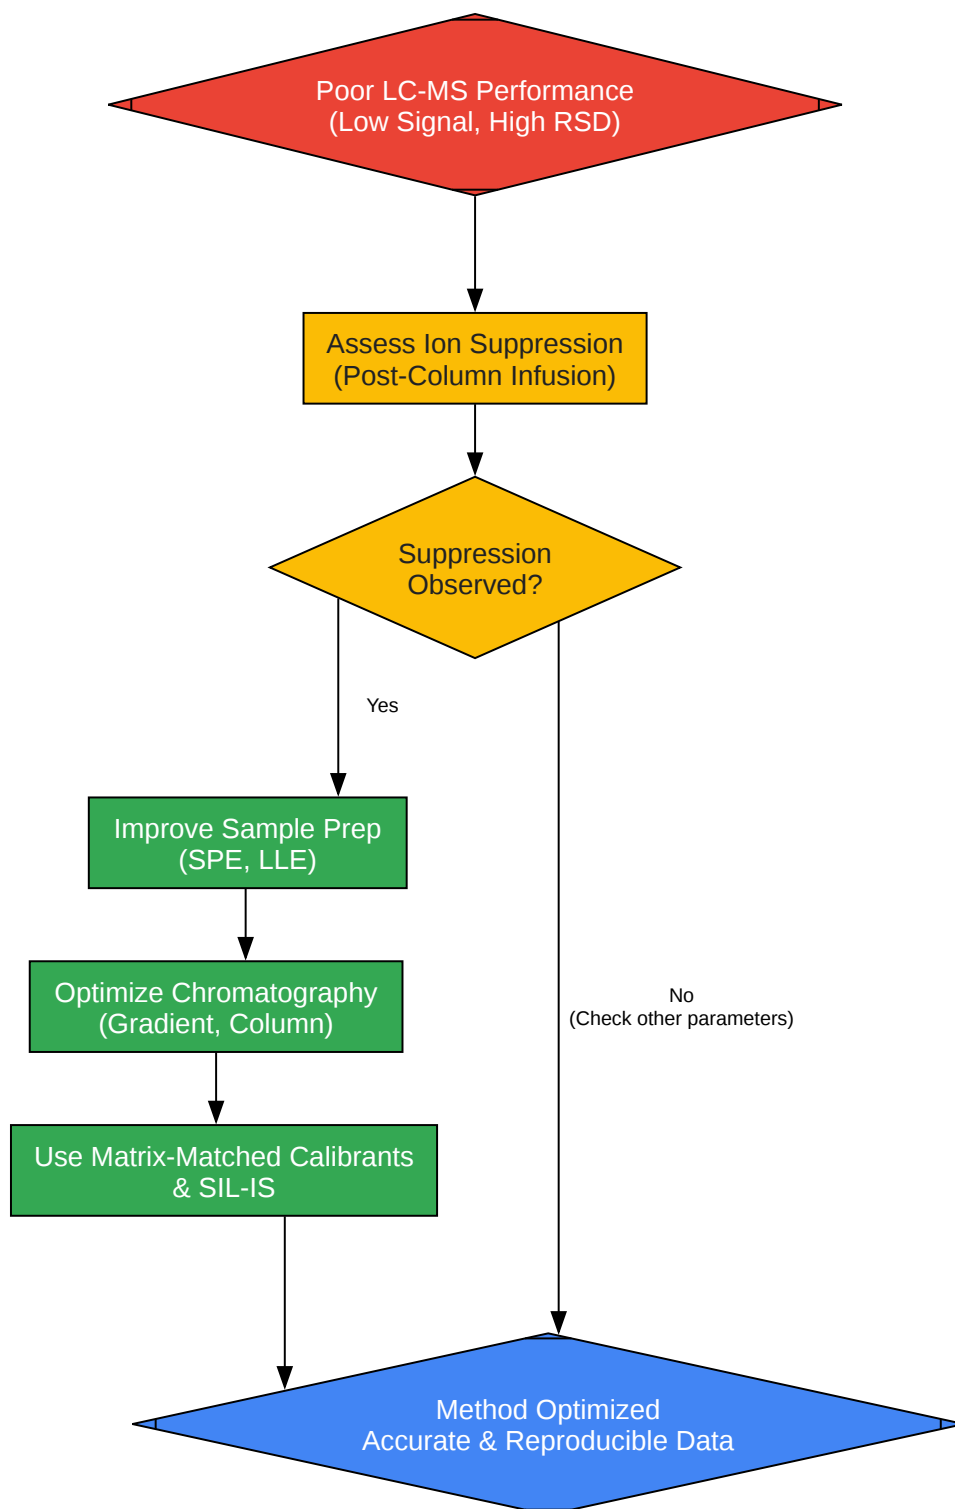 Poor LC-MS Performance
(Low Signal, High RSD)
Assess Ion Suppression
(Post-Column Infusion)
Suppression
Observed?
Yes
Improve Sample Prep
(SPE, LLE)
Optimize Chromatography
(Gradient, Column)
No
(Check other parameters)
Use Matrix-Matched Calibrants
& SIL-IS
Method Optimized
Accurate & Reproducible Data